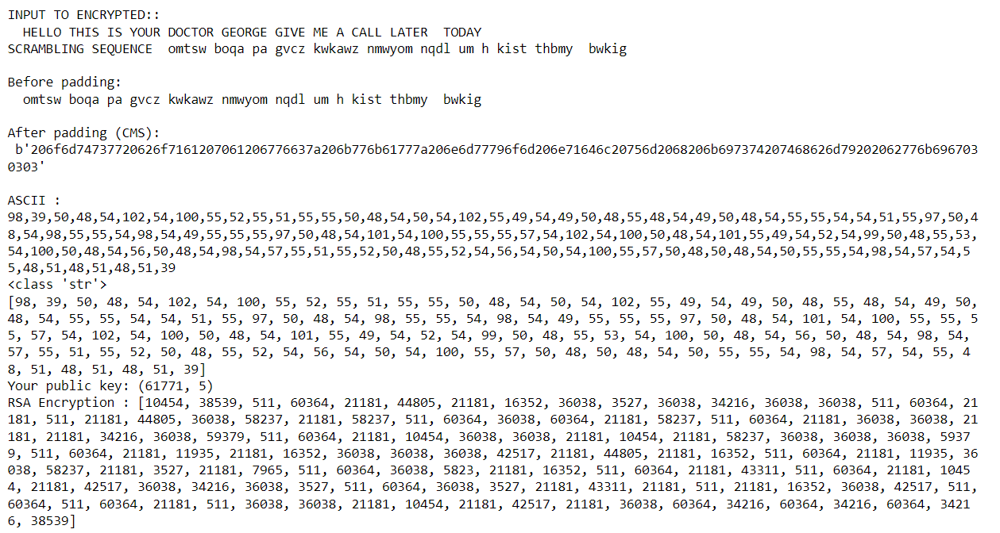 INPUT TO ENCRYPTED::
HELLO THIS IS YOUR DOCTOR GEORGE GIVE ME A CALL LATER  TODAY
SCRAMBLING SEQUENCE  omtsw boqa pa gvcz kwkawz nmwyom nqdl um h kist thbmy  bwkig
Before padding:
omtsw boqa pa gvcz kwkawz nmwyom nqdl um h kist thbmy  bwkig
After padding (CMS):
b'206f6d74737720626f7161207061206776637a206b776b61777a206e6d77796f6d206e71646c20756d2068206b697374207468626d79202062776b696703
0303'
ASCII :
98,39,50,48,54,102,54,100,55,52,55,51,55,55,50,48,54,50,54,102,55,49,54,49,50,48,55,48,54,49,50,48,54,55,55,54,54,51,55,97,50,4
8,54,98,55,55,54,98,54,49,55,55,55,97,50,48,54,101,54,100,55,55,55,57,54,102,54,100,50,48,54,101,55,49,54,52,54,99,50,48,55,53,
54,100,50,48,54,56,50,48,54,98,54,57,55,51,55,52,50,48,55,52,54,56,54,50,54,100,55,57,50,48,50,48,54,50,55,55,54,98,54,57,54,5
5,48,51,48,51,48,51,39
<class 'str'>
[98, 39, 50, 48, 54, 102, 54, 100, 55, 52, 55, 51, 55, 55, 50, 48, 54, 50, 54, 102, 55, 49, 54, 49, 50, 48, 55, 48, 54, 49, 50,
48, 54, 55, 55, 54, 54, 51, 55, 97, 50, 48, 54, 98, 55, 55, 54, 98, 54, 49, 55, 55, 55, 97, 50, 48, 54, 101, 54, 100, 55, 55, 5
5, 57, 54, 102, 54, 100, 50, 48, 54, 101, 55, 49, 54, 52, 54, 99, 50, 48, 55, 53, 54, 100, 50, 48, 54, 56, 50, 48, 54, 98, 54,
57, 55, 51, 55, 52, 50, 48, 55, 52, 54, 56, 54, 50, 54, 100, 55, 57, 50, 48, 50, 48, 54, 50, 55, 55, 54, 98, 54, 57, 54, 55, 4
8, 51, 48, 51, 48, 51, 39]
Your public key: (61771, 5)
RSA Encryption : [10454, 38539, 511, 60364, 21181, 44805, 21181, 16352, 36038, 3527, 36038, 34216, 36038, 36038, 511, 60364, 21
181, 511, 21181, 44805, 36038, 58237, 21181, 58237, 511, 60364, 36038, 60364, 21181, 58237, 511, 60364, 21181, 36038, 36038, 21
181, 21181, 34216, 36038, 59379, 511, 60364, 21181, 10454, 36038, 36038, 21181, 10454, 21181, 58237, 36038, 36038, 36038, 5937
9, 511, 60364, 21181, 11935, 21181, 16352, 36038, 36038, 36038, 42517, 21181, 44805, 21181, 16352, 511, 60364, 21181, 11935, 36
038, 58237, 21181, 3527, 21181, 7965, 511, 60364, 36038, 5823, 21181, 16352, 511, 60364, 21181, 43311, 511, 60364, 21181, 1045
4, 21181, 42517, 36038, 34216, 36038, 3527, 511, 60364, 36038, 3527, 21181, 43311, 21181, 511, 21181, 16352, 36038, 42517, 511,
60364, 511, 60364, 21181, 511, 36038, 36038, 21181, 10454, 21181, 42517, 21181, 36038, 60364, 34216, 60364, 34216, 60364, 3421
6, 38539]